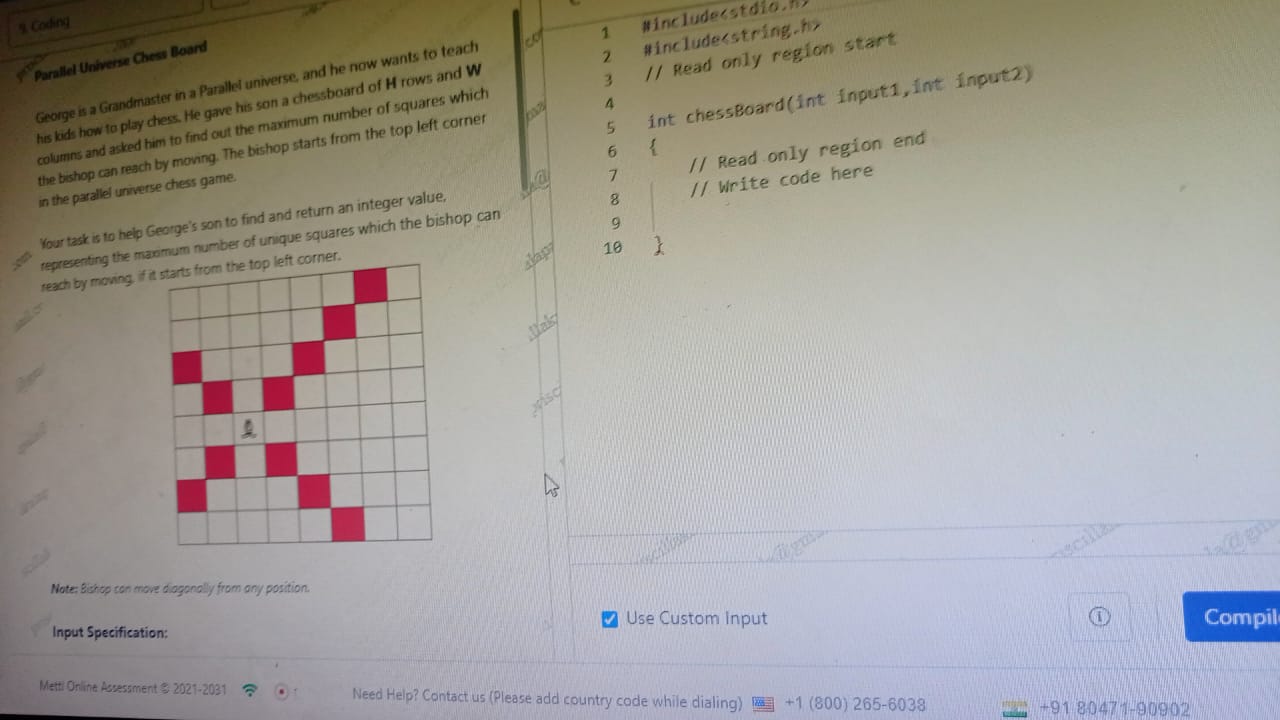 9. Coding
Parallel Universe Chess Board
George is a Grandmaster in a Parallel universe, and he now wants to teach
his kids how to play chess. He gave his son a chessboard of H rows and W
columns and asked him to find out the maximum number of squares which
the bishop can reach by moving. The bishop starts from the top left corner
in the parallel universe chess game.
Your task is to help George's son to find and return an integer value,
representing the maximum number of unique squares which the bishop can
reach by moving, if it starts from the top left corner.
Note: Bishop can move diagonally from any position.
Input Specification:
1 #include<stdio.h>
2 #include<string.h>
3 // Read only region start
4
5 int chessBoard(int input1,int input2)
6 {
7 // Read only region end
8 // Write code here
9
10 }
Use Custom Input
Compil
Mettl Online Assessment © 2021-2031
Need Help? Contact us (Please add country code while dialing) +1 (800) 265-6038 +91 80471-90902